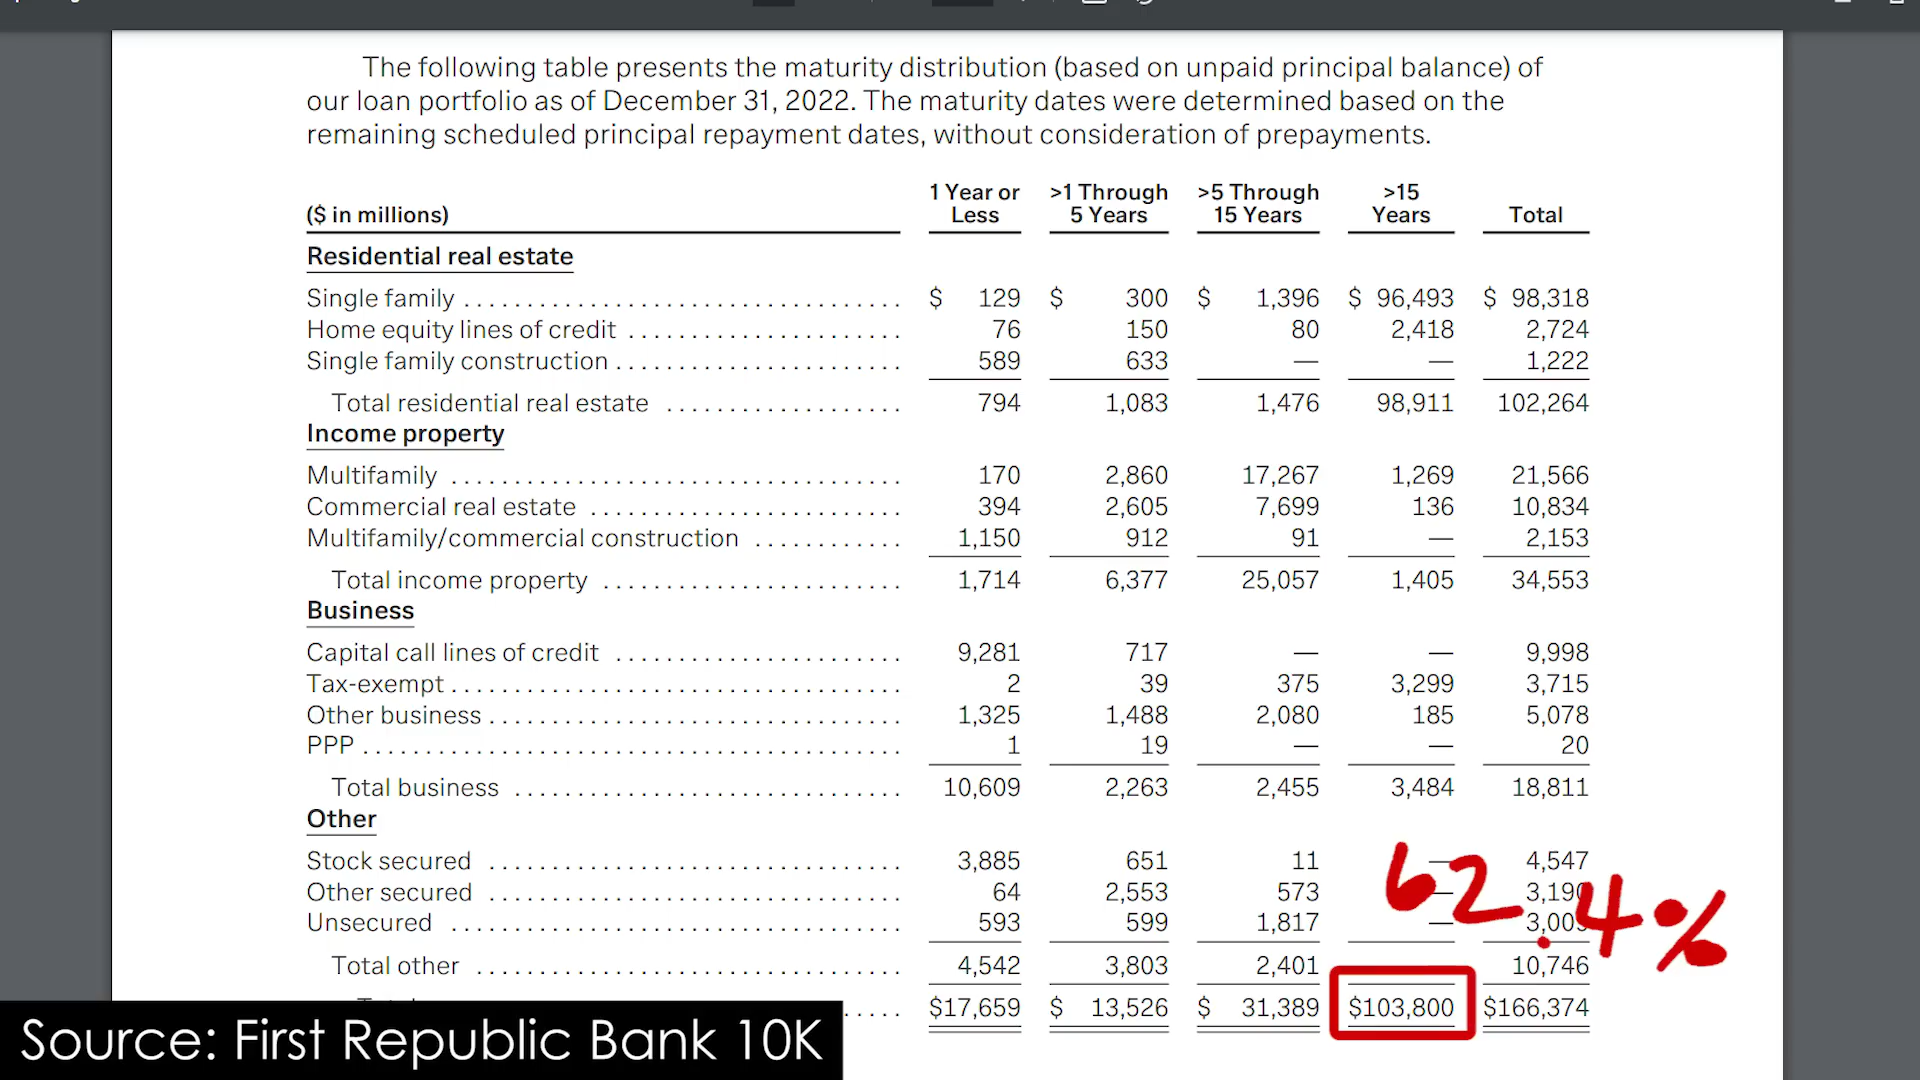 The following table presents the maturity distribution (based on unpaid principal balance) of
our loan portfolio as of December 31, 2022. The maturity dates were determined based on the
remaining scheduled principal repayment dates, without consideration of prepayments.
($ in millions) 1 Year or Less >1 Through 5 Years >5 Through 15 Years >15 Years Total
Residential real estate
Single family $ 129 $ 300 $ 1,396 $ 96,493 $ 98,318
Home equity lines of credit 76 150 80 2,418 2,724
Single family construction 589 633 — — 1,222
Total residential real estate 794 1,083 1,476 98,911 102,264
Income property
Multifamily 170 2,860 17,267 1,269 21,566
Commercial real estate 394 2,605 7,699 136 10,834
Multifamily/commercial construction 1,150 912 91 — 2,153
Total income property 1,714 6,377 25,057 1,405 34,553
Business
Capital call lines of credit 9,281 717 — — 9,998
Tax-exempt 2 39 375 3,299 3,715
Other business 1,325 1,488 2,080 185 5,078
PPP 1 19 — — 20
Total business 10,609 2,263 2,455 3,484 18,811
Other
Stock secured 3,885 651 11 — 4,547
Other secured 64 2,553 573 —
Unsecured 593 599 1,817 —
62.4%
Total other 4,542 3,803 2,401 10,746
$17,659 $ 13,526 $ 31,389 $103,800 $166,374
Source: First Republic Bank 10K